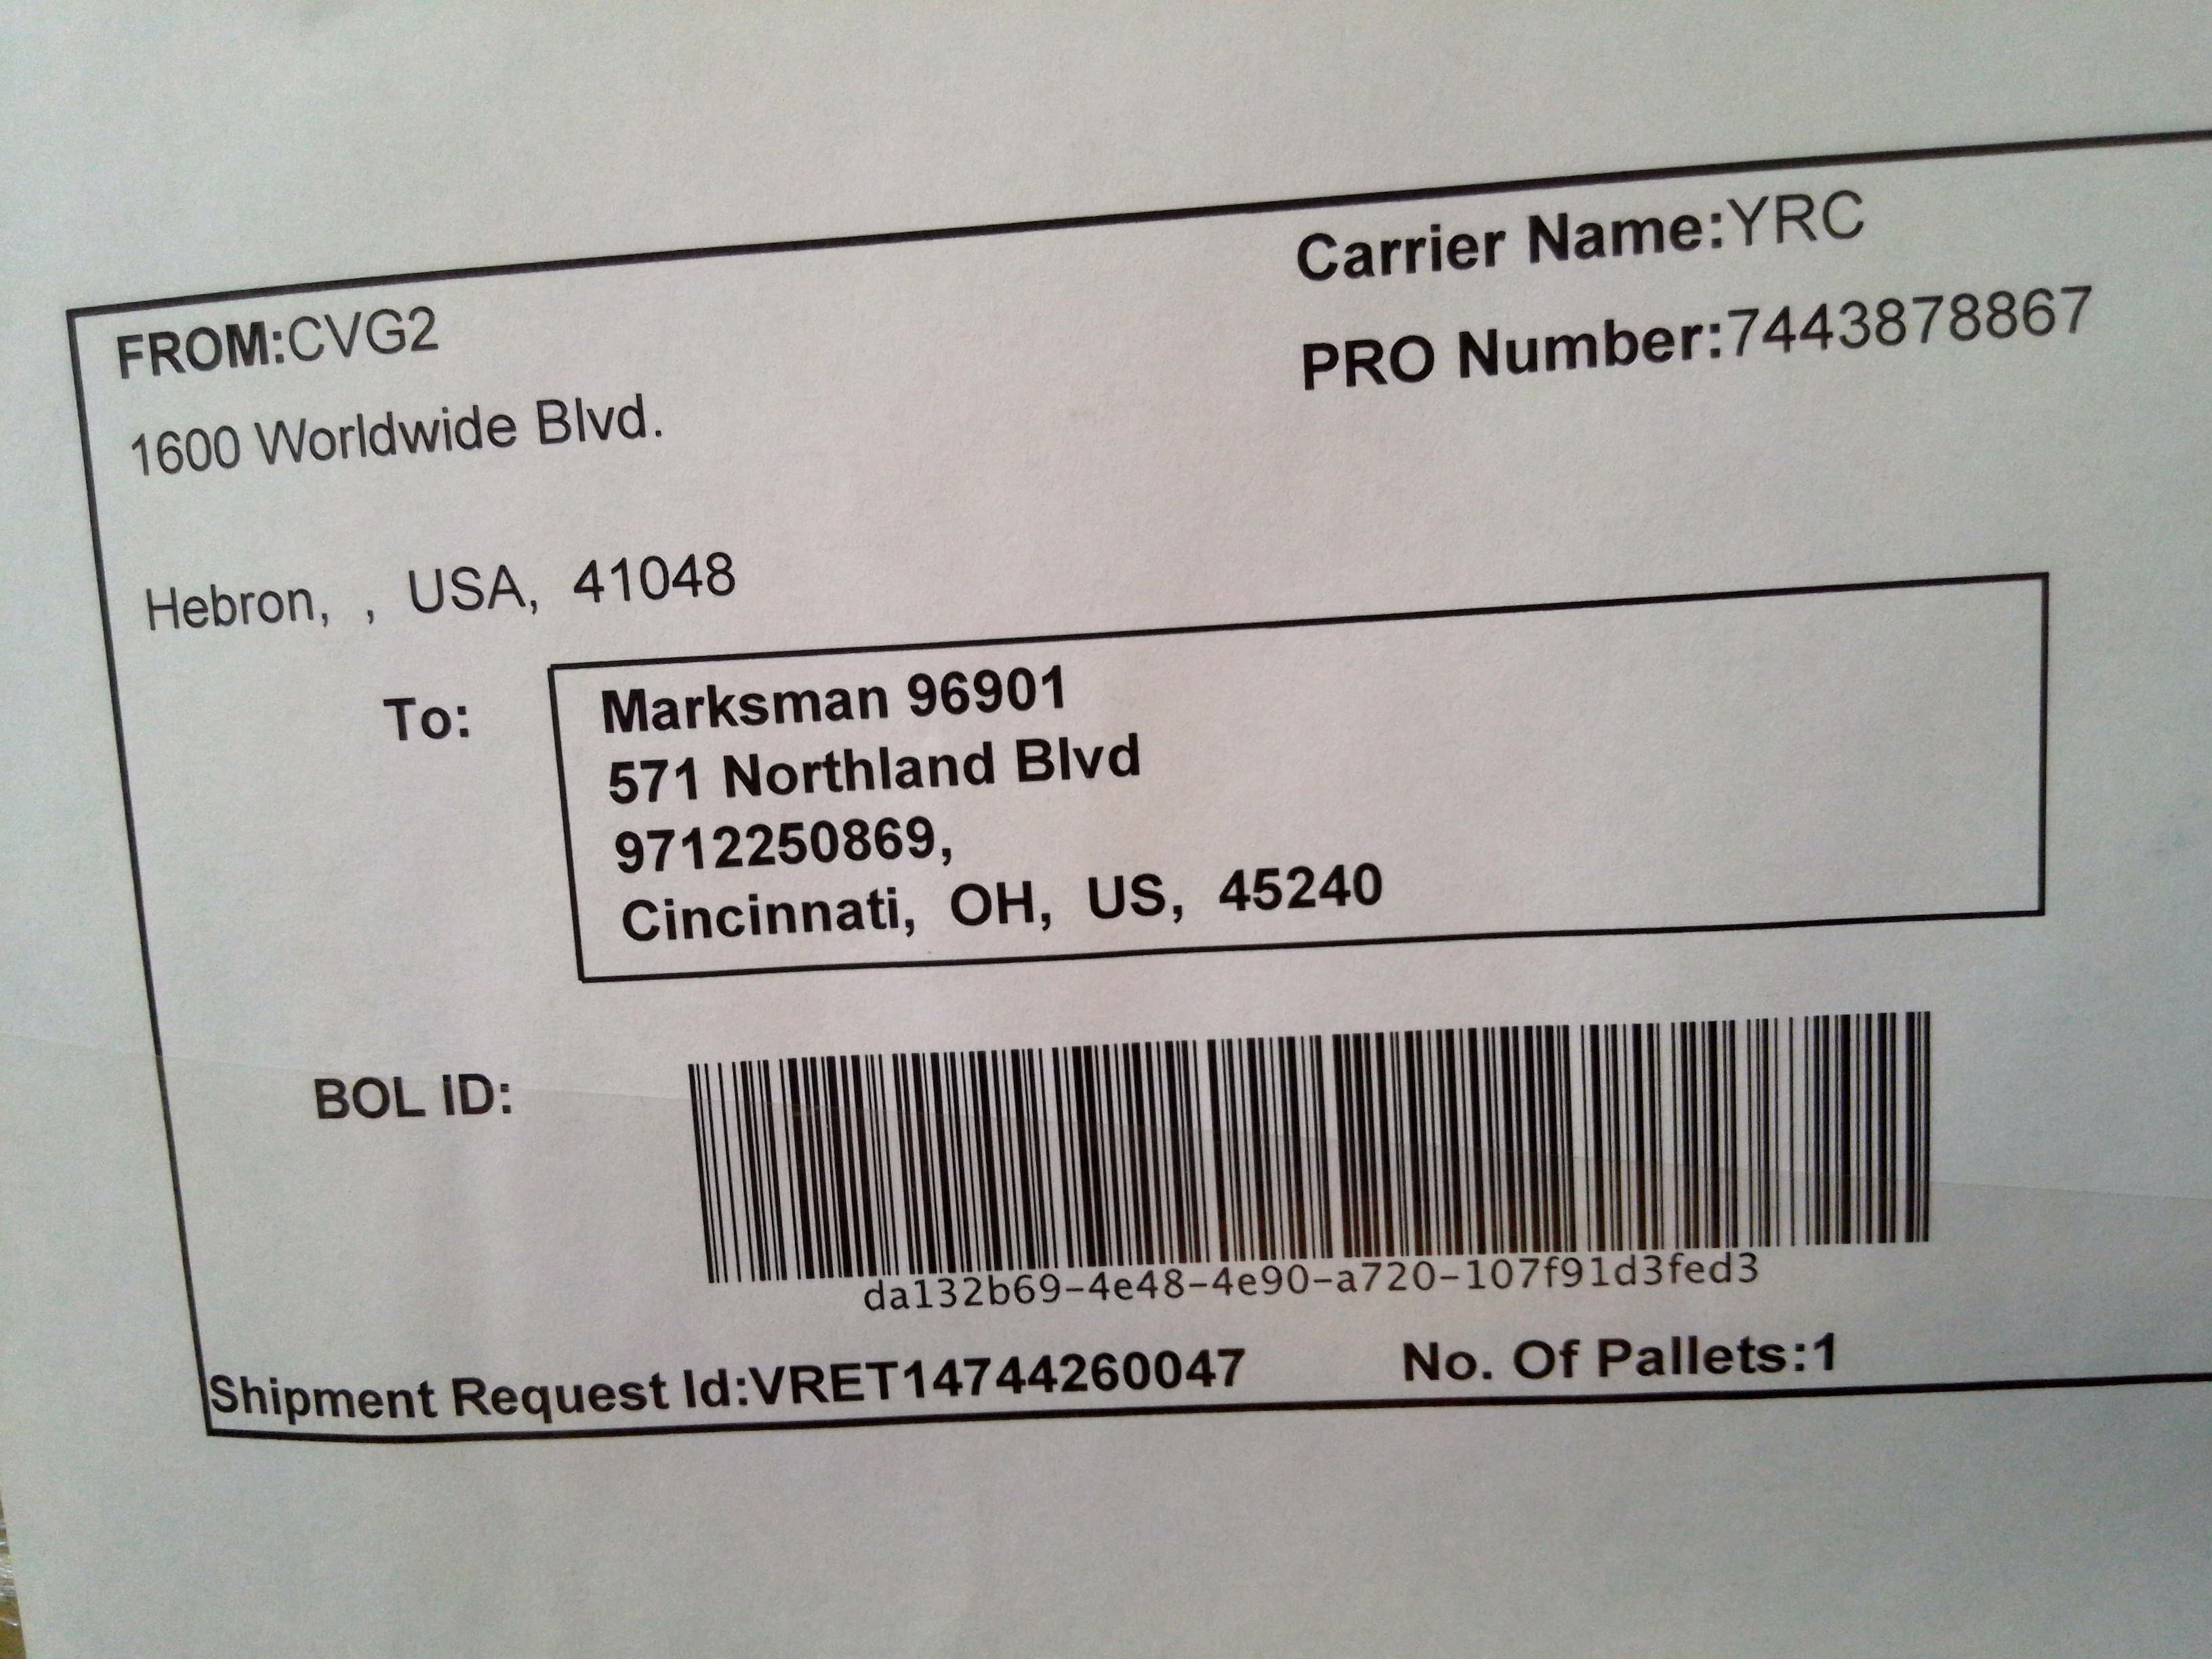 FROM:CVG2
1600 Worldwide Blvd.
Hebron, , USA, 41048
Carrier Name:YRC
PRO Number:7443878867
To:
Marksman 96901
571 Northland Blvd
9712250869,
Cincinnati, OH, US, 45240
BOL ID:
da132b69-4e48-4e90-a720-107f91d3fed3
Shipment Request Id:VRET14744260047
No. Of Pallets:1